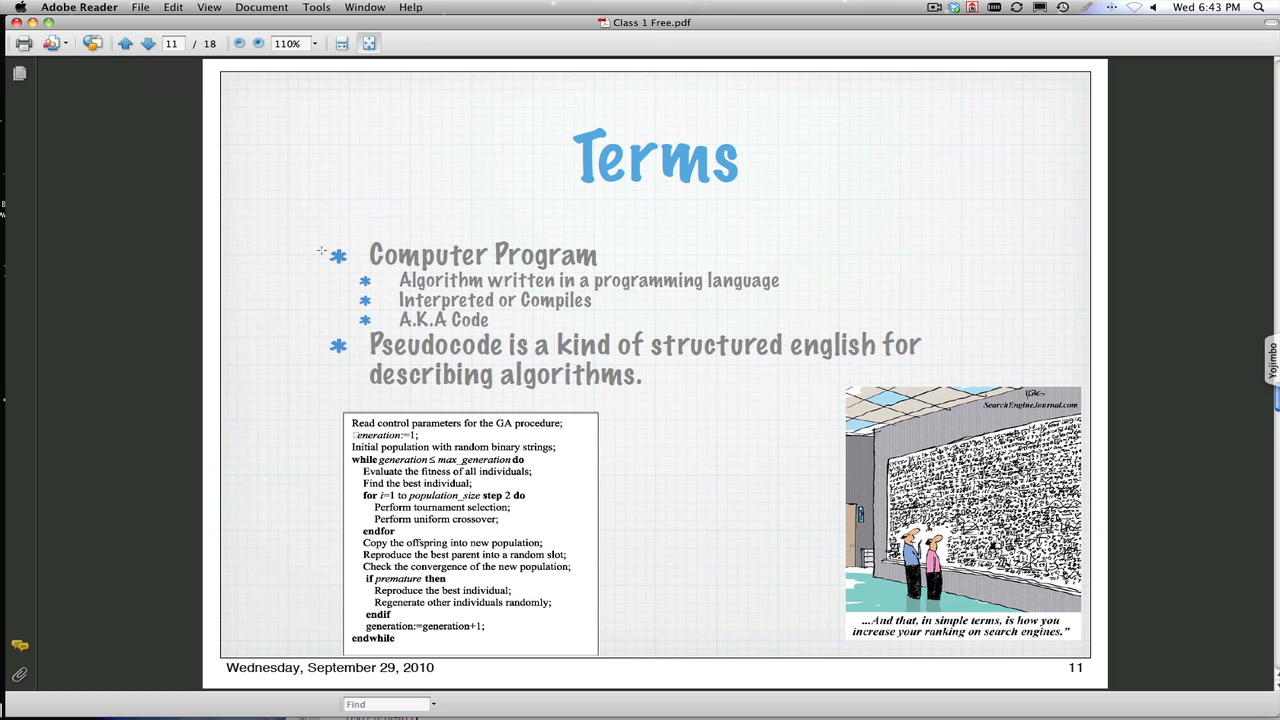 Adobe Reader File Edit View Document Tools Window Help Wed 6:43 PM
Class 1 Free.pdf
11 / 18 110%
Terms
Computer Program
Algorithm written in a programming language
Interpreted or Compiles
A.K.A Code
Pseudocode is a kind of structured english for
describing algorithms.
Read control parameters for the GA procedure;
eneration:=1;
Initial population with random binary strings;
while generation ≤ max_generation do
Evaluate the fitness of all individuals;
Find the best individual;
for i=1 to population_size step 2 do
Perform tournament selection;
Perform uniform crossover;
endfor
Copy the offspring into new population;
Reproduce the best parent into a random slot;
Check the convergence of the new population;
if premature then
Reproduce the best individual;
Regenerate other individuals randomly;
endif
generation:=generation+1;
endwhile
SearchEngineJournal.com
...And that, in simple terms, is how you
increase your ranking on search engines.”
Yojimbo
Wednesday, September 29, 2010 11
Find